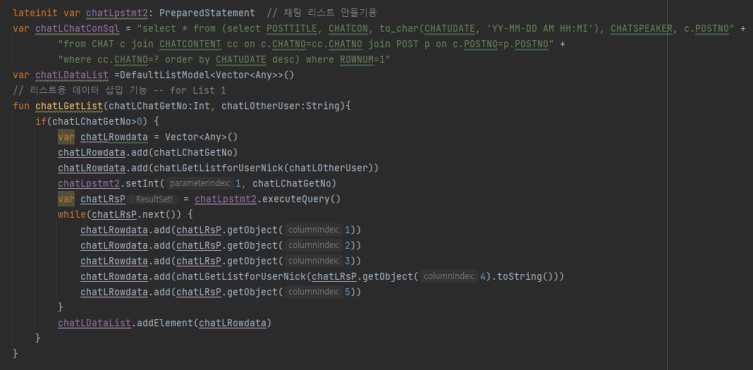 lateinit var chatLpstmt2: PreparedStatement  // 채팅 리스트 만들기용
var chatLChatConSql = "select * from (select POSTTITLE, CHATCON, to_char(CHATUDATE, 'YY-MM-DD AM HH:MI'), CHATSPEAKER, c.POSTNO" +
        "from CHAT c join CHATCONTENT cc on c.CHATNO=cc.CHATNO join POST p on c.POSTNO=p.POSTNO" +
        "where cc.CHATNO=? order by CHATUDATE desc) where ROWNUM=1"
var chatLDataList =DefaultListModel<Vector<Any>>()
// 리스트용 데이터 삽입 기능 -- for List 1
fun chatLGetList(chatLChatGetNo:Int, chatLOtherUser:String){
    if(chatLChatGetNo>0) {
        var chatLRowdata = Vector<Any>()
        chatLRowdata.add(chatLChatGetNo)
        chatLRowdata.add(chatLGetListforUserNick(chatLOtherUser))
        chatLpstmt2.setInt( parameterIndex: 1, chatLChatGetNo)
        var chatLRsP : ResultSet! = chatLpstmt2.executeQuery()
        while(chatLRsP.next()) {
            chatLRowdata.add(chatLRsP.getObject( columnIndex: 1))
            chatLRowdata.add(chatLRsP.getObject( columnIndex: 2))
            chatLRowdata.add(chatLRsP.getObject( columnIndex: 3))
            chatLRowdata.add(chatLGetListforUserNick(chatLRsP.getObject( columnIndex: 4).toString()))
            chatLRowdata.add(chatLRsP.getObject( columnIndex: 5))
        }
        chatLDataList.addElement(chatLRowdata)
    }
}